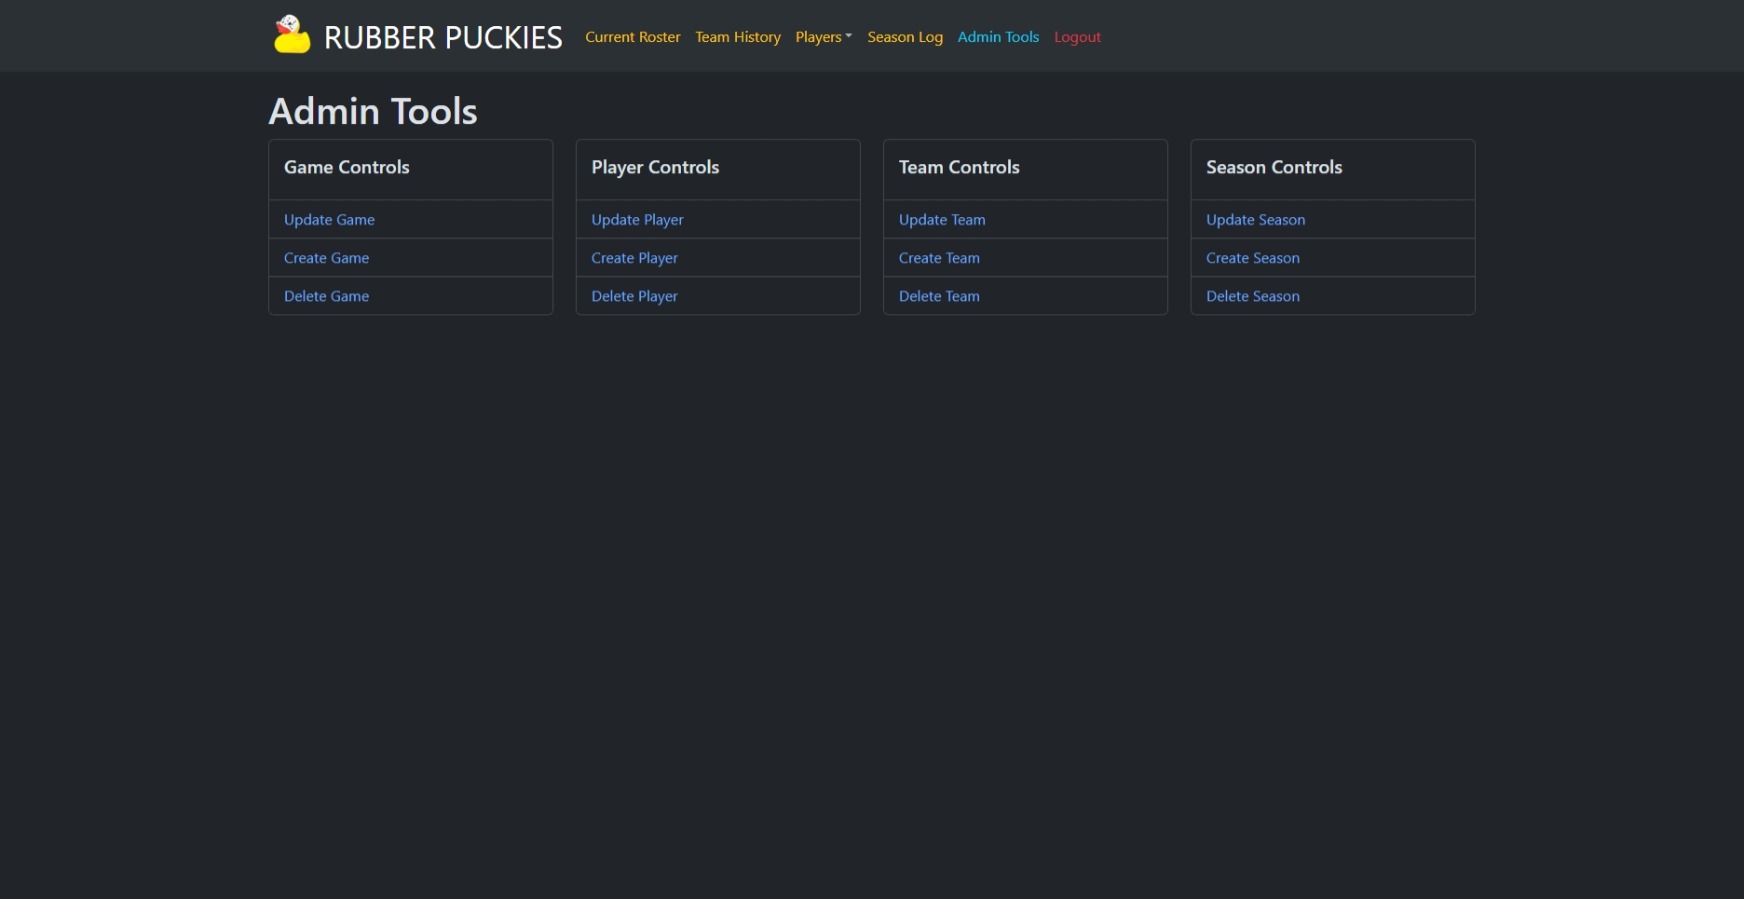 RUBBER PUCKIES Current Roster Team History Players Season Log Admin Tools Logout
Admin Tools
Game Controls
Update Game
Create Game
Delete Game
Player Controls
Update Player
Create Player
Delete Player
Team Controls
Update Team
Create Team
Delete Team
Season Controls
Update Season
Create Season
Delete Season